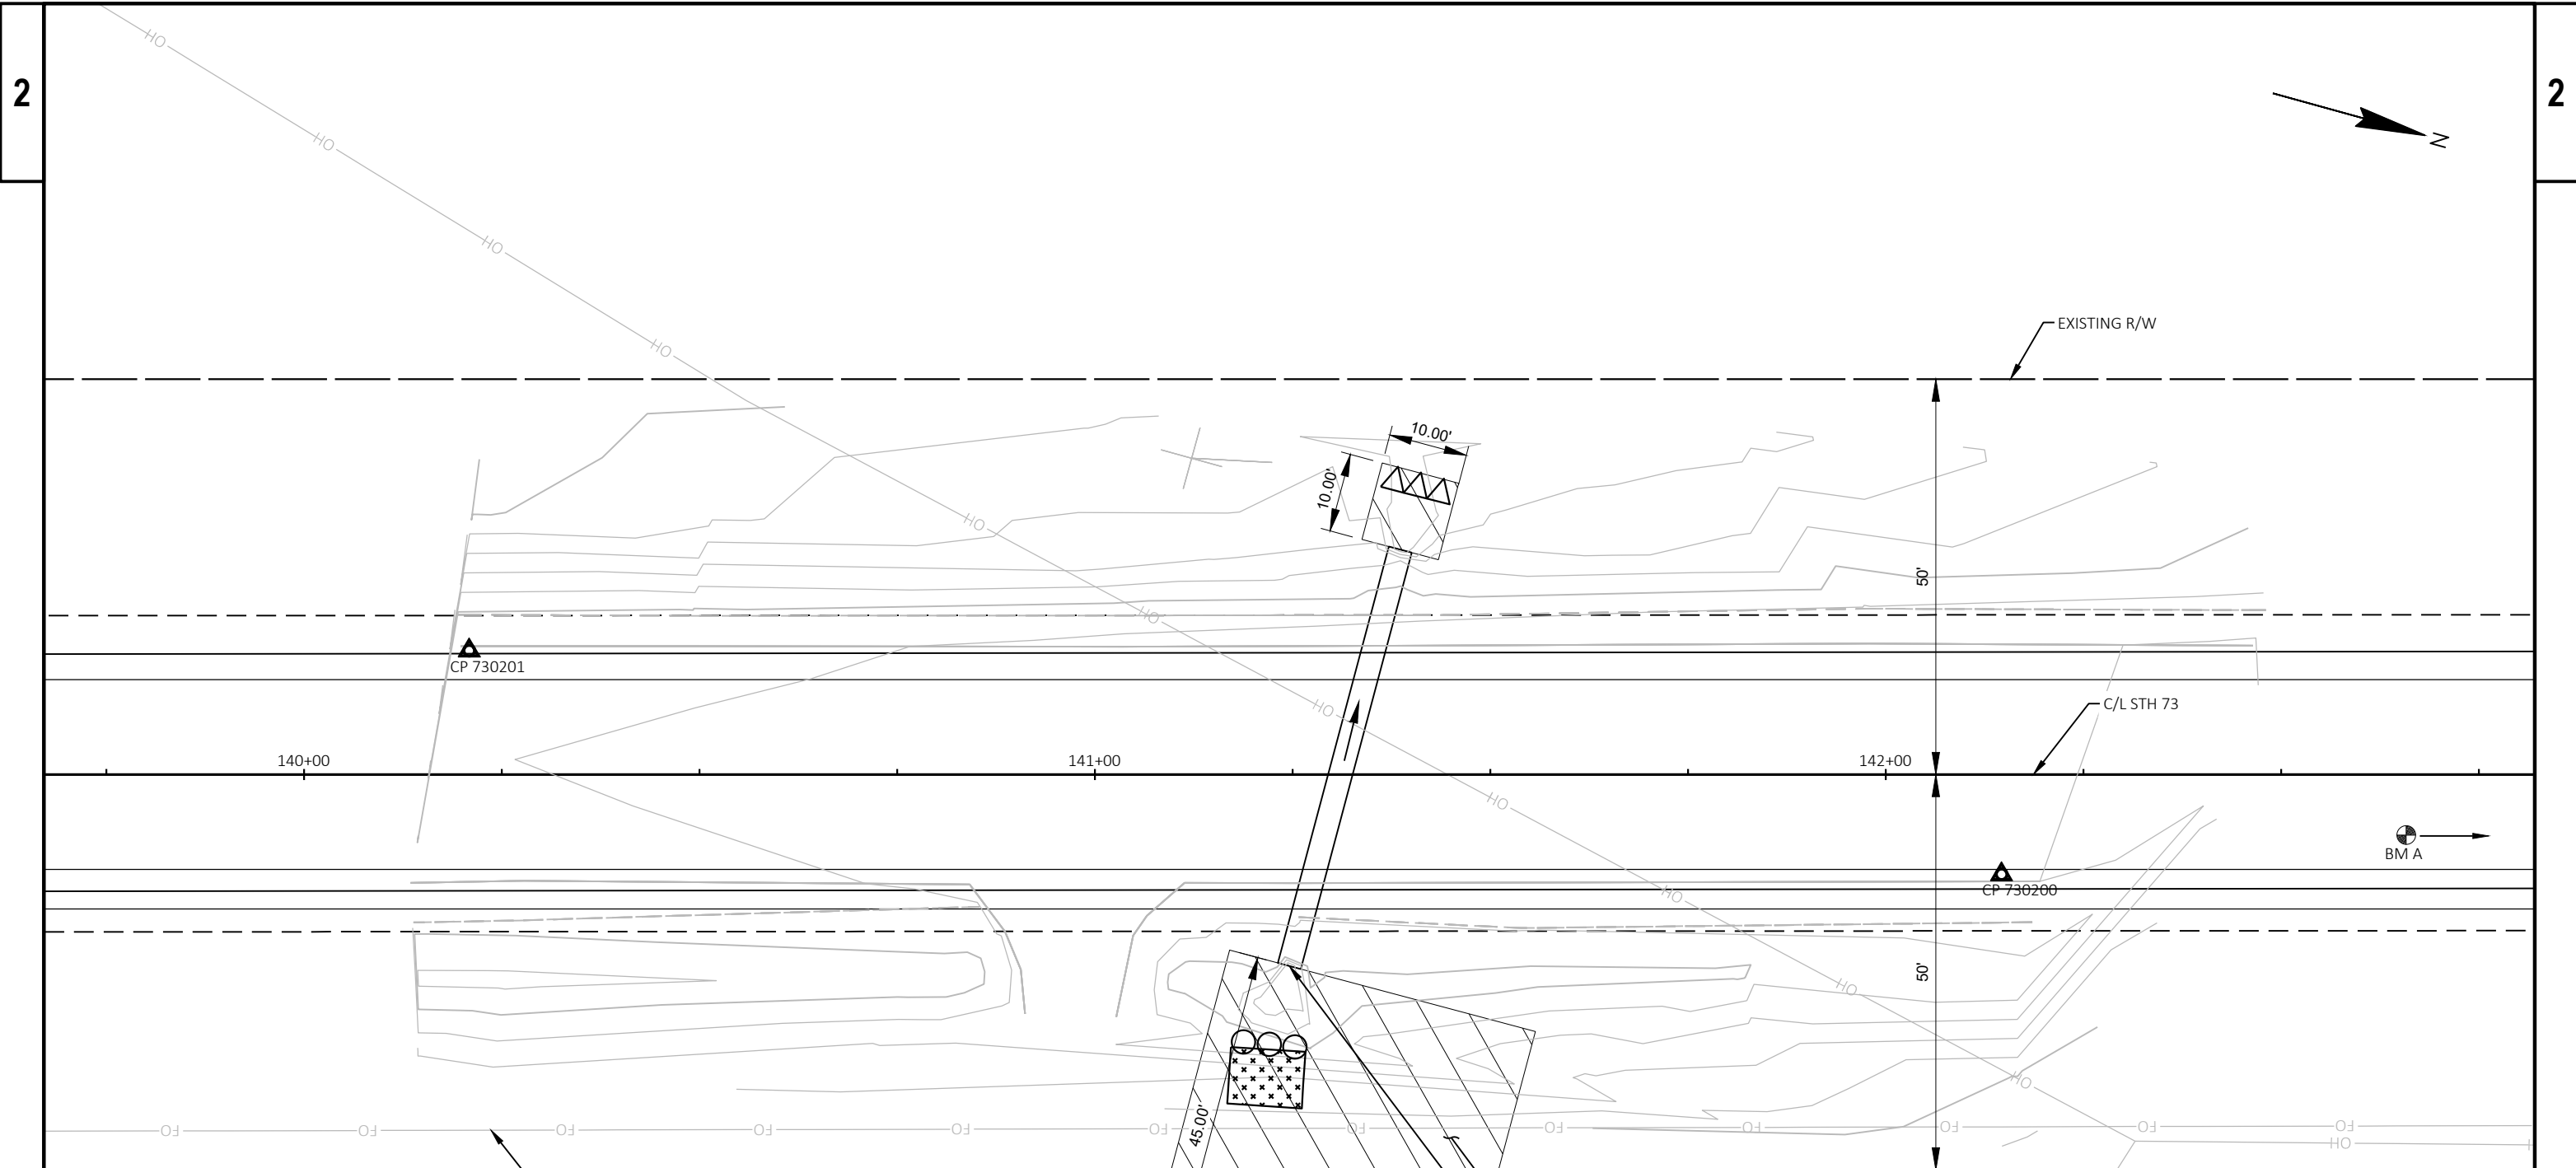 2
2
N
OH
OH
OH
OH
EXISTING R/W
10.00'
10.00'
OH
50'
OH
CP 730201
OH
C/L STH 73
140+00
141+00
142+00
OH
BM A
OH
CP 730200
50'
OH
OH
45.00'
FO
FO
FO
FO
FO
FO
FO
FO
FO
FO
FO
FO
OH